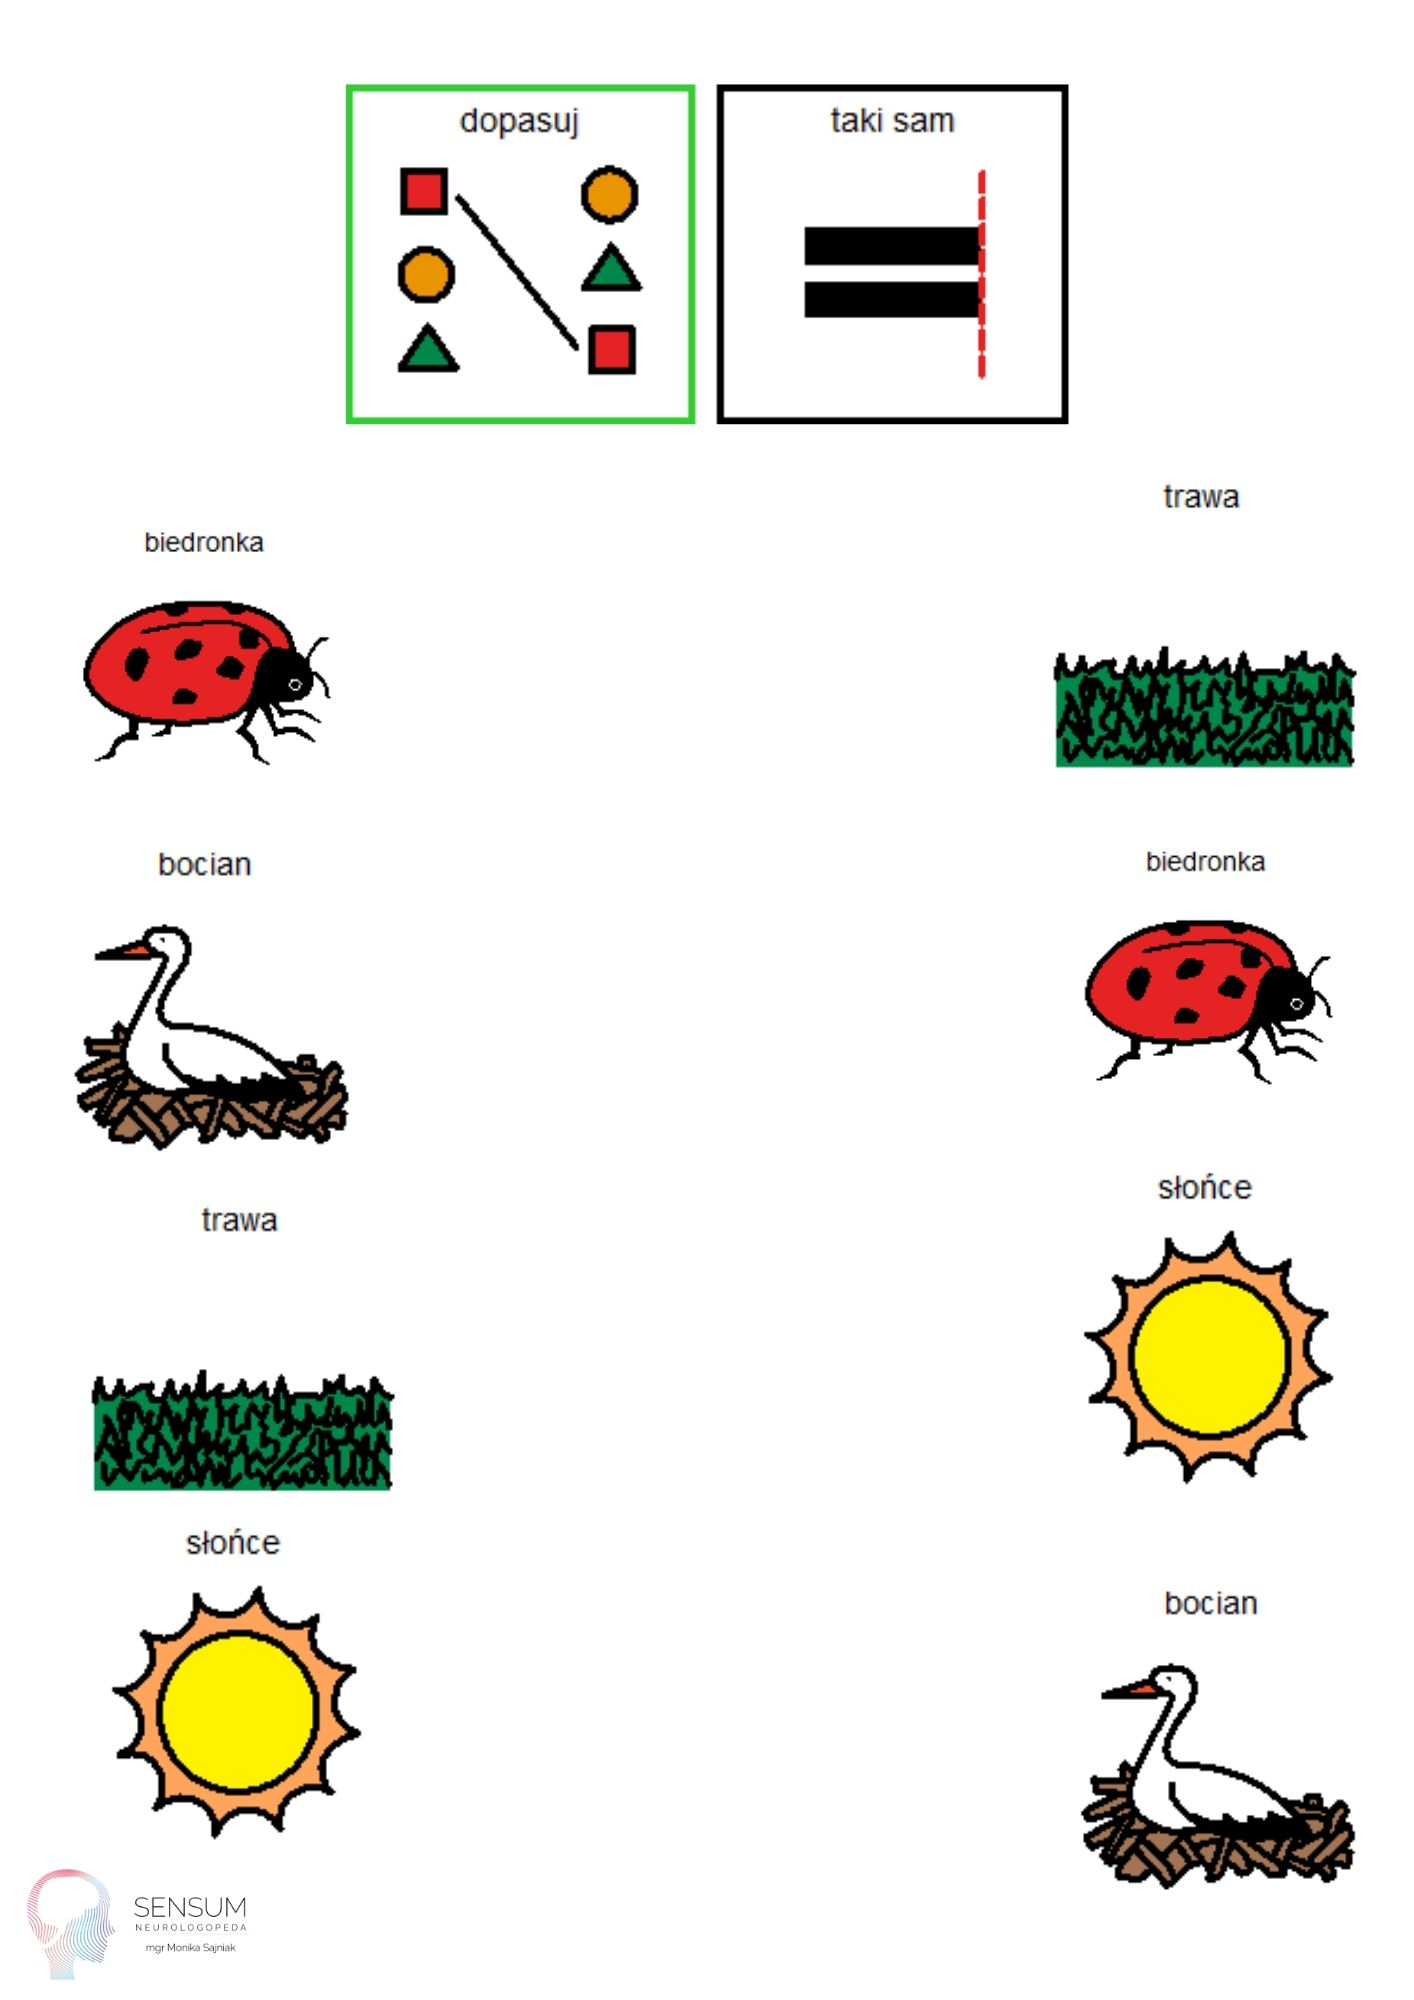 dopasuj
taki sam
trawa
biedronka
bocian
biedronka
słońce
trawa
słońce
bocian
SENSUM
NEUROLOGOPEDA
mgr Monika Sajniak